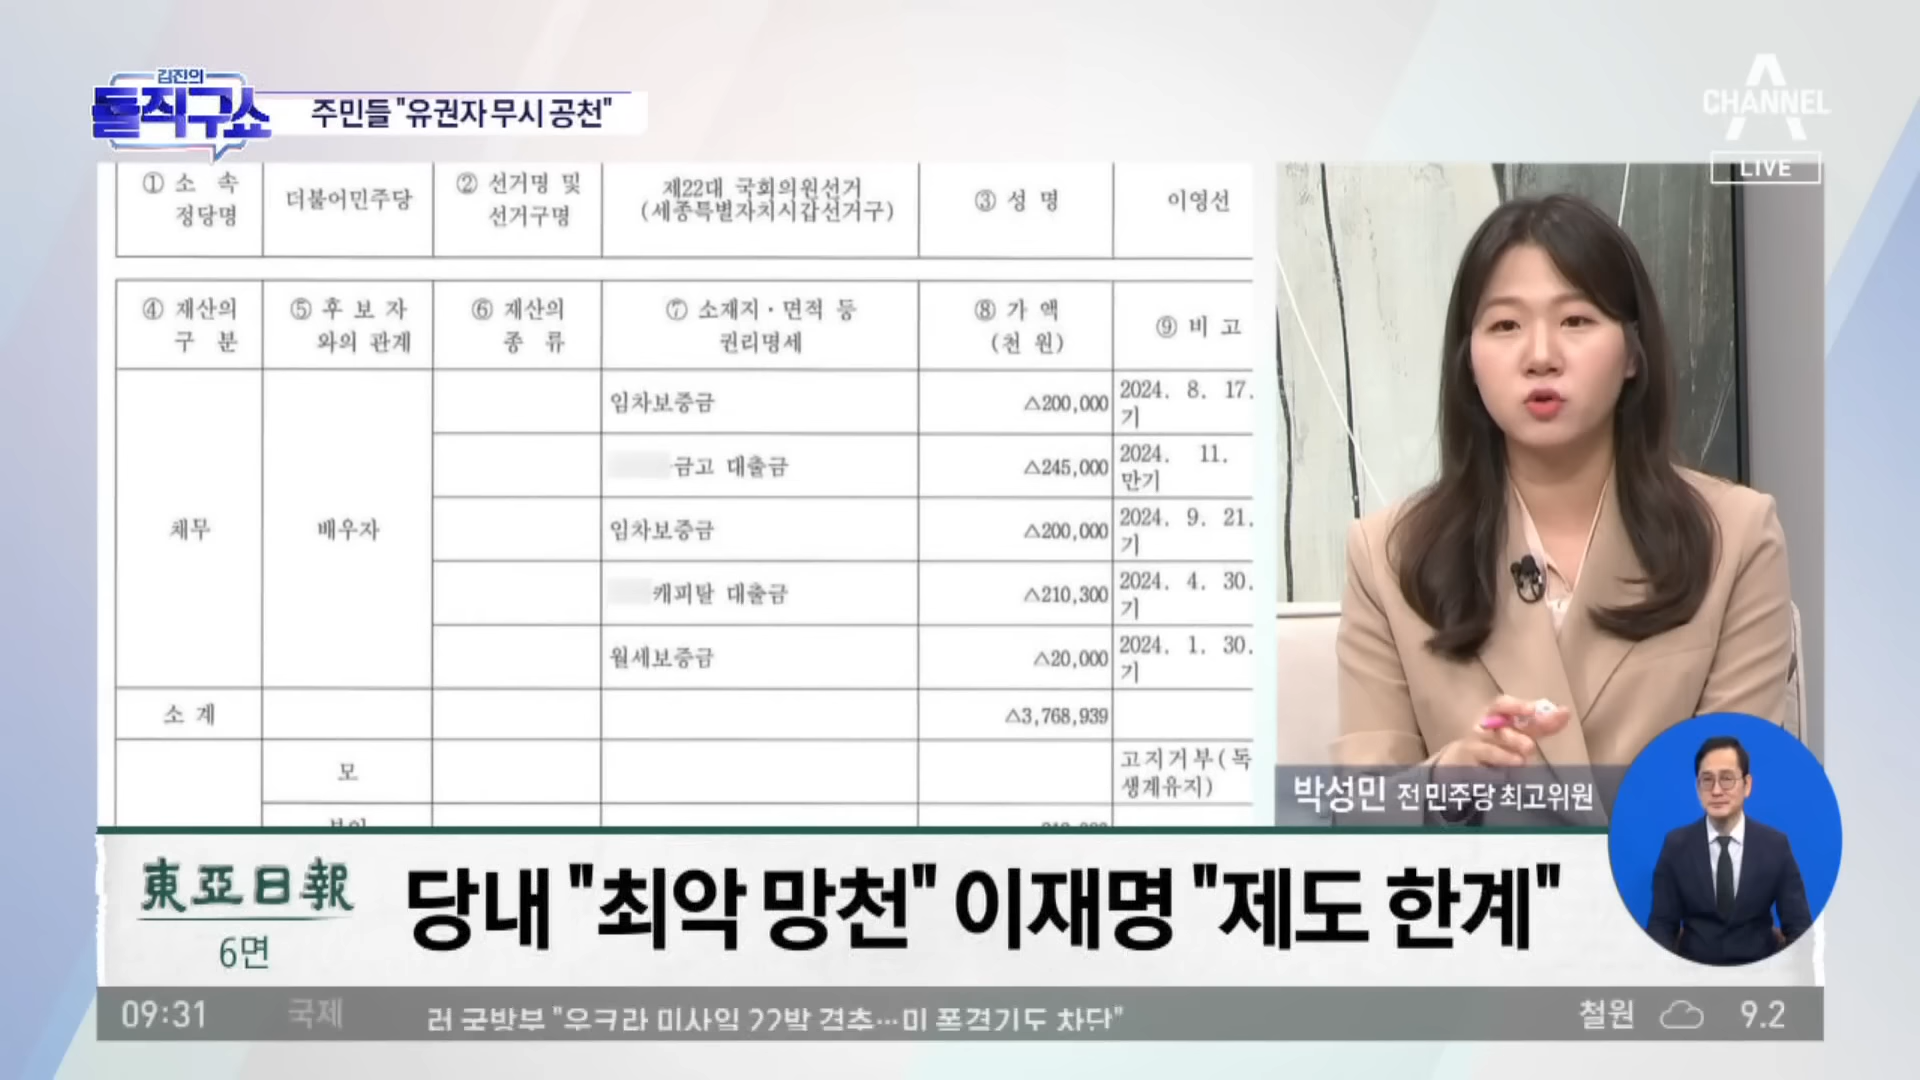 김진의
돌직구쇼
주민들 "유권자 무시 공천"
CHANNEL A
LIVE
① 소 속 정당명
더불어민주당
② 선거명 및 선거구명
제22대 국회의원선거
(세종특별자치시갑선거구)
③ 성 명
이영선
④ 재산의 구 분
⑤ 후 보 자 와의 관계
⑥ 재산의 종 류
⑦ 소재지·면적 등 권리명세
⑧ 가 액 (천 원)
⑨ 비 고
채무
배우자
임차보증금 △200,000 2024. 8. 17. 기
금고 대출금 △245,000 2024. 11. 만기
임차보증금 △200,000 2024. 9. 21. 기
캐피탈 대출금 △210,300 2024. 4. 30. 기
월세보증금 △20,000 2024. 1. 30. 기
소 계 △3,768,939
모 고지거부(독 생계유지)
박성민 전 민주당 최고위원
東亞日報
6면
당내 "최악 망천" 이재명 "제도 한계"
09:31 국제 러 국방부 "우크라 미사일 22발 격추…미 폭격기도 차단" 철원 9.2